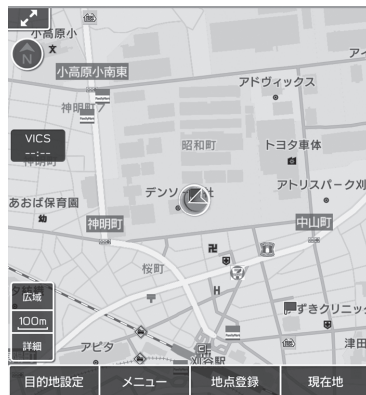 小高原小
N
小高原小南東
アドヴィックス
神明町
VICS
--:--
昭和町
トヨタ車体
デンソ
社
アトリスパーク刈
あおば保育園
神明町
中山町
桜町
広域
100m
詳細
アピタ
刈谷駅
ずきクリニッ
津田
目的地設定
メニュー
地点登録
現在地